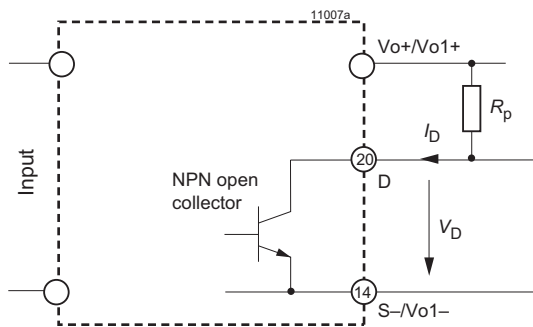 11007a
Vo+/Vo1+
Rp
ID
20
D
Input
NPN open
collector
VD
14
S–/Vo1–